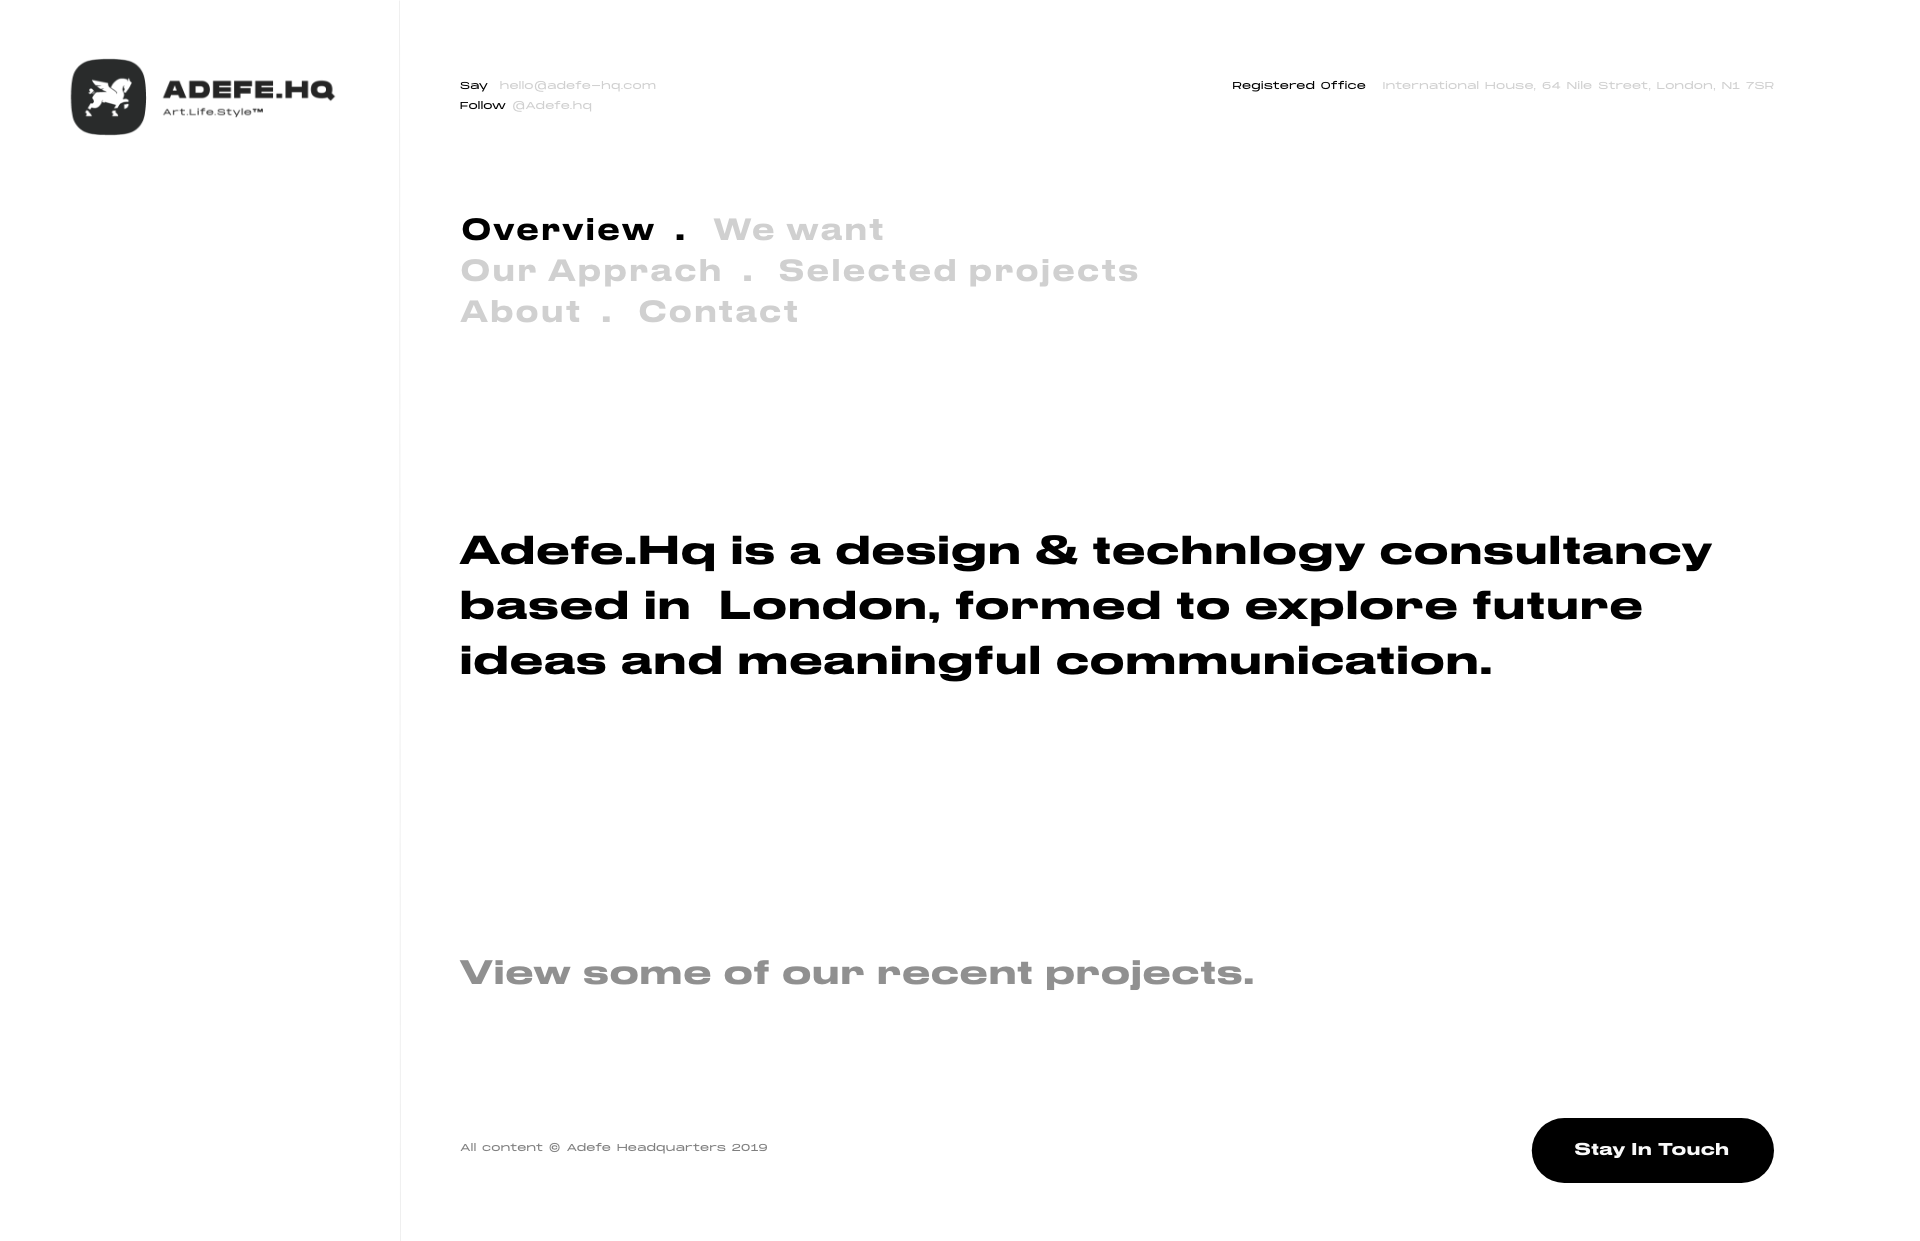 ADEFE.HQ
Art.Life.Style™
Say hello@adefe-hq.com
Follow @Adefe.hq
Registered Office International House, 64 Nile Street, London, N1 7SR
Overview . We want
Our Apprach . Selected projects
About . Contact
Adefe.Hq is a design & technlogy consultancy
based in London, formed to explore future
ideas and meaningful communication.
View some of our recent projects.
All content © Adefe Headquarters 2019
Stay In Touch